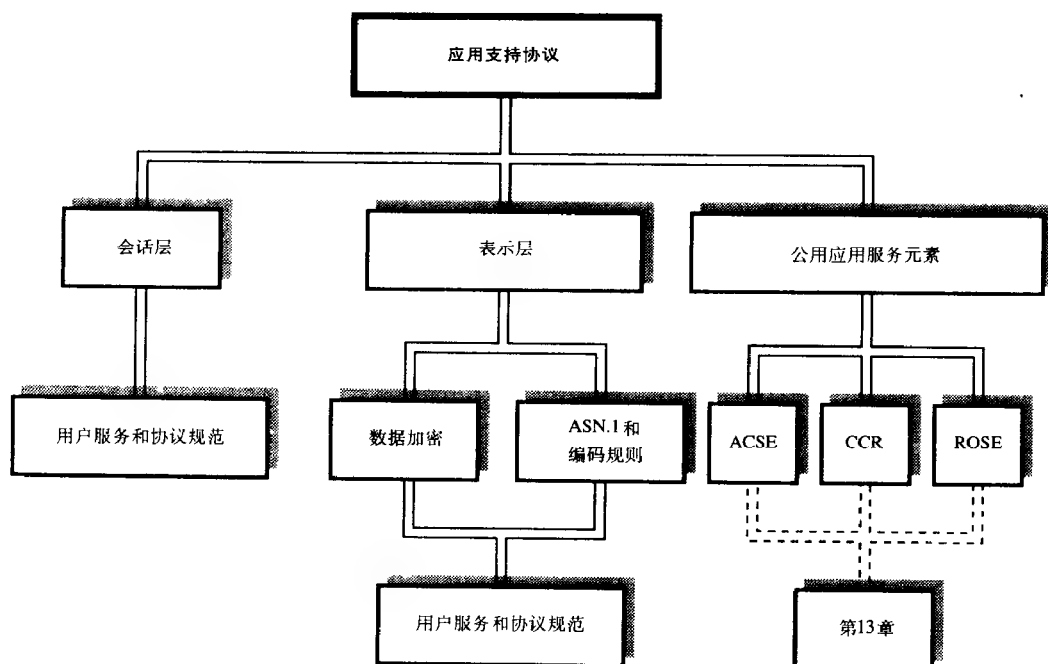 应用支持协议
会话层
表示层
公用应用服务元素
用户服务和协议规范
数据加密
ASN.1 和
编码规则
ACSE
CCR
ROSE
用户服务和协议规范
第13章